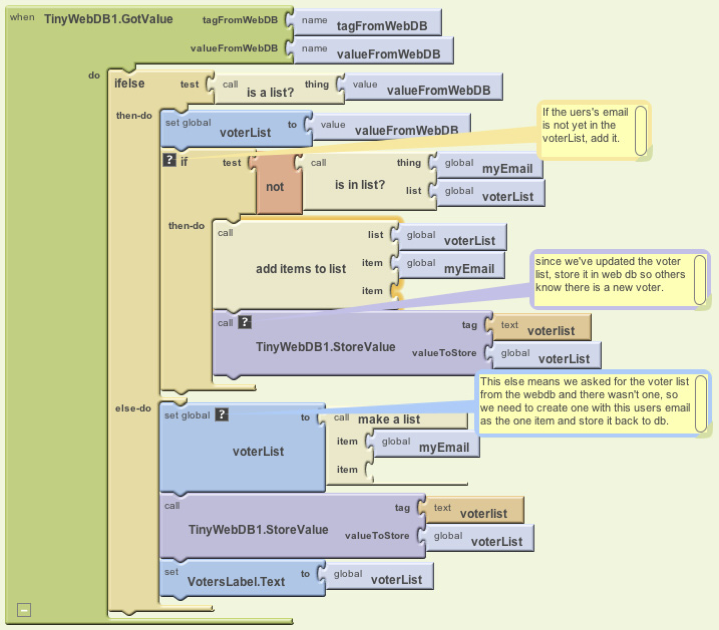 when TinyWebDB1.GotValue tagFromWebDB name tagFromWebDB
valueFromWebDB name valueFromWebDB
do ifelse test call is a list? thing value valueFromWebDB
then-do set global voterList to value valueFromWebDB
If the uers's email
is not yet in the
voterList, add it.
? if test not call is in list? thing global myEmail
list global voterList
then-do call add items to list list global voterList
item global myEmail
item
since we've updated the voter
list, store it in web db so others
know there is a new voter.
call ? TinyWebDB1.StoreValue tag text voterlist
valueToStore global voterList
This else means we asked for the voter list
from the webdb and there wasn't one, so
we need to create one with this users email
as the one item and store it back to db.
else-do set global ? voterList to call make a list
item global myEmail
item
call TinyWebDB1.StoreValue tag text voterlist
valueToStore global voterList
set VotersLabel.Text to global voterList